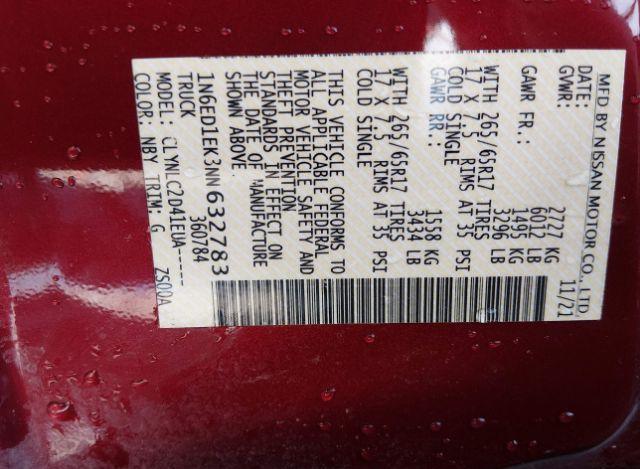 MFD BY NISSAN MOTOR CO., LTD.
DATE: 11/21
GVWR: 2727 KG
6012 LB
GAWR FR.: 1495 KG
3296 LB
WITH 265/65R17 TIRES
17 X 7.5 RIMS AT 35 PSI
COLD SINGLE
GAWR RR.: 1558 KG
3434 LB
WITH 265/65R17 TIRES
17 X 7.5 RIMS AT 35 PSI
COLD SINGLE
THIS VEHICLE CONFORMS TO
ALL APPLICABLE FEDERAL
MOTOR VEHICLE SAFETY AND
THEFT PREVENTION
STANDARDS IN EFFECT ON
THE DATE OF MANUFACTURE
SHOWN ABOVE.
1N6ED1EK3NN632783
TRUCK 360784
MODEL: CLYNLC2D41EUA-----
COLOR: NBY TRIM: G Z600A